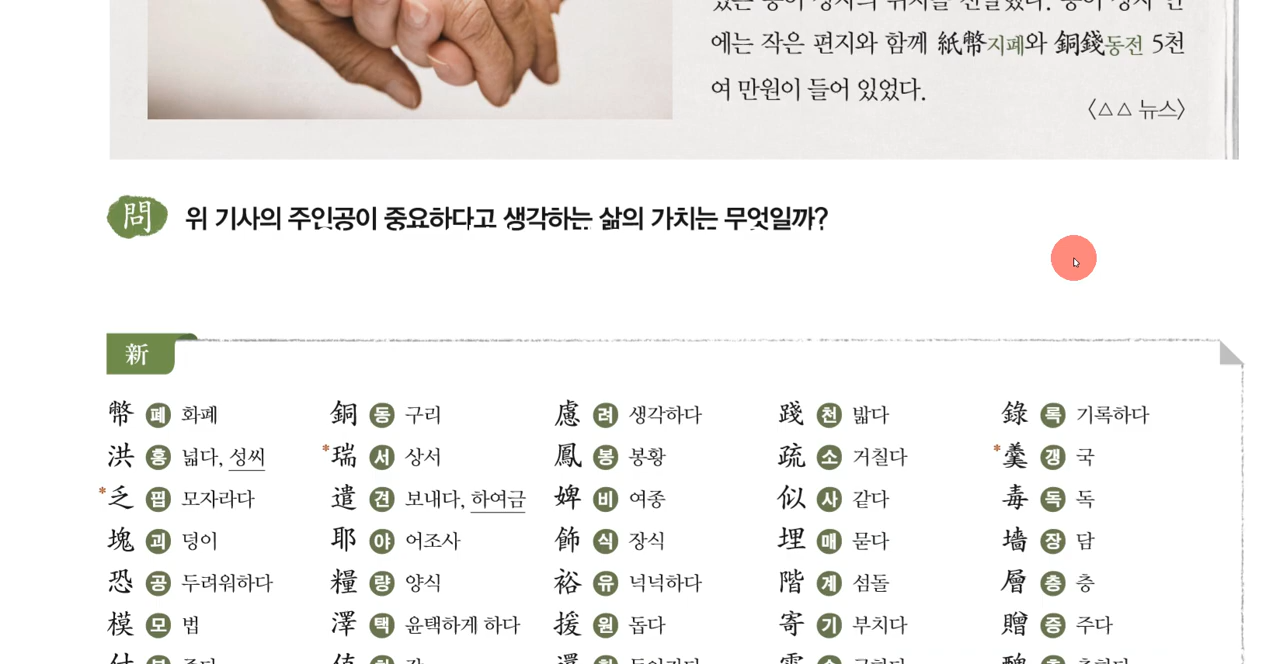 에는 작은 편지와 함께 紙幣지폐와 銅錢동전 5천
여 만원이 들어 있었다.
〈△△ 뉴스〉
問 위 기사의 주인공이 중요하다고 생각하는 삶의 가치는 무엇일까?
新
幣 폐 화폐 銅 동 구리 慮 려 생각하다 踐 천 밟다 錄 록 기록하다
洪 홍 넓다, 성씨 *瑞 서 상서 鳳 봉 봉황 疏 소 거칠다 *羹 갱 국
*乏 핍 모자라다 遣 견 보내다, 하여금 婢 비 여종 似 사 같다 毒 독 독
塊 괴 덩이 耶 야 어조사 飾 식 장식 埋 매 묻다 墻 장 담
恐 공 두려워하다 糧 량 양식 裕 유 넉넉하다 階 계 섬돌 層 층 층
模 모 법 澤 택 윤택하게 하다 援 원 돕다 寄 기 부치다 贈 증 주다